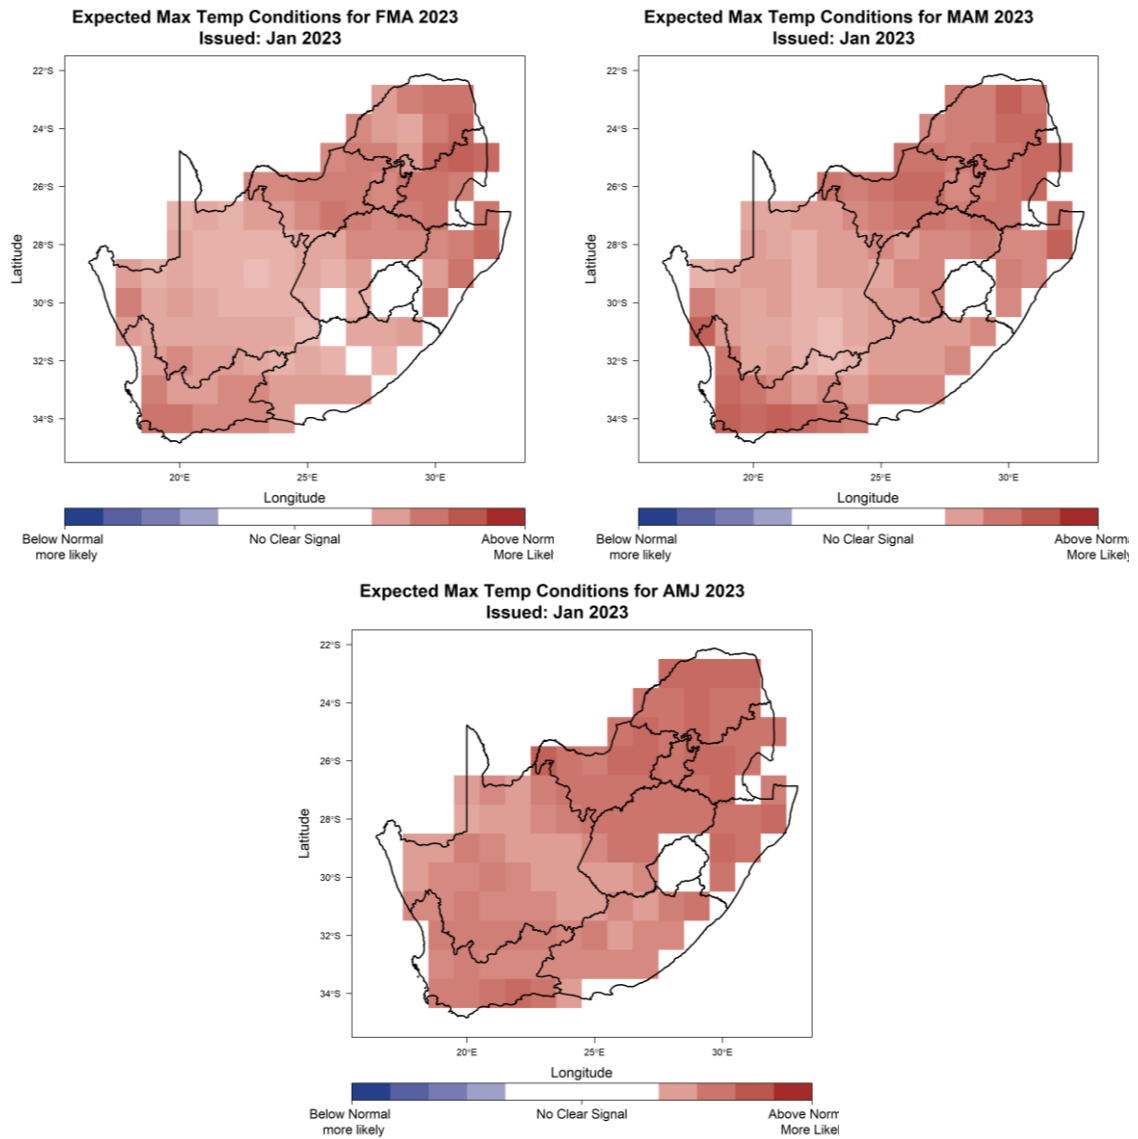 Expected Max Temp Conditions for FMA 2023
Issued: Jan 2023
22°S
24°S
26°S
28°S
30°S
32°S
34°S
Latitude
20°E
25°E
30°E
Longitude
Below Normal
more likely
No Clear Signal
Above Norm
More Likel
Expected Max Temp Conditions for MAM 2023
Issued: Jan 2023
22°S
24°S
26°S
28°S
30°S
32°S
34°S
Latitude
20°E
25°E
30°E
Longitude
Below Normal
more likely
No Clear Signal
Above Norma
More Likely
Expected Max Temp Conditions for AMJ 2023
Issued: Jan 2023
22°S
24°S
26°S
28°S
30°S
32°S
34°S
Latitude
20°E
25°E
30°E
Longitude
Below Normal
more likely
No Clear Signal
Above Norm
More Likel